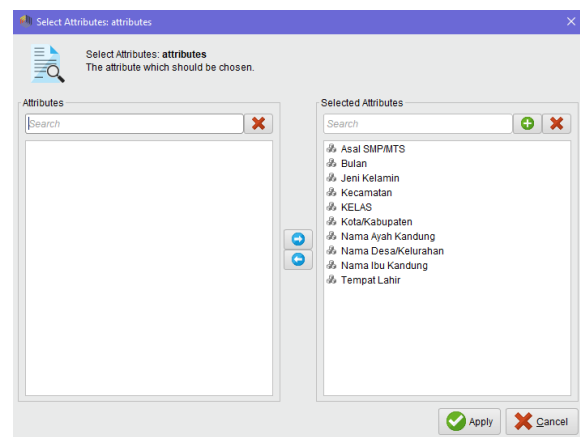 Select Attributes: attributes
Select Attributes: attributes
The attribute which should be chosen.
Attributes
Search
Selected Attributes
Search
Asal SMP/MTS
Bulan
Jeni Kelamin
Kecamatan
KELAS
Kota/Kabupaten
Nama Ayah Kandung
Nama Desa/Kelurahan
Nama Ibu Kandung
Tempat Lahir
Apply
Cancel